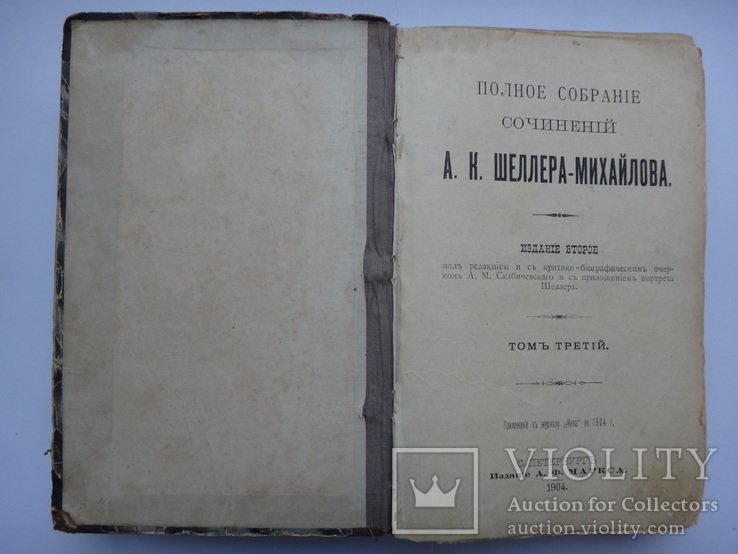 ПОЛНОЕ СОБРАНІЕ
СОЧИНЕНІЙ
А. К. ШЕЛЛЕРА-МИХАЙЛОВА.
ИЗДАНІЕ ВТОРОЕ
подъ редакціею и съ критико-біографическимъ очер-
комъ А. М. Скабичевскаго и съ приложеніемъ портрета
Шеллера.
ТОМЪ ТРЕТІЙ.
Приложеніе къ журналу „Нива" на 1904 г.
С.-ПЕТЕРБУРГЪ
Изданіе А. Ф. МАРКСА.
1904.
VIOLITY
Auction for Collectors
auction.violity.com